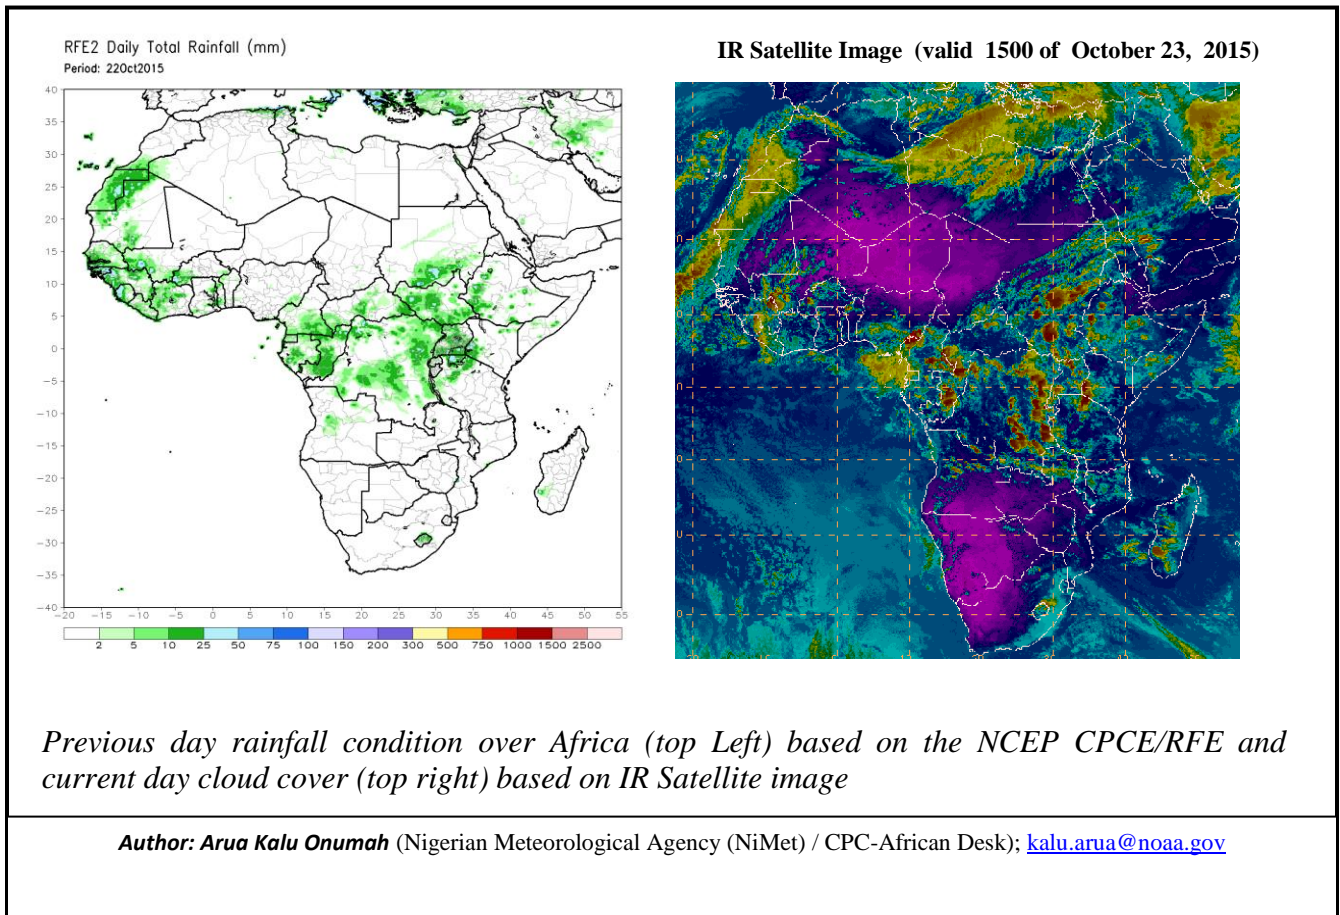 RFE2 Daily Total Rainfall (mm)
Period: 22Oct2015
40
35
30
25
20
15
10
5
0
−5
−10
−15
−20
−25
−30
−35
−40
−20 −15 −10 −5 0 5 10 15 20 25 30 35 40 45 50 55
2 5 10 25 50 75 100 150 200 300 500 750 1000 1500 2500
IR Satellite Image (valid 1500 of October 23, 2015)
Previous day rainfall condition over Africa (top Left) based on the NCEP CPCE/RFE and
current day cloud cover (top right) based on IR Satellite image
Author: Arua Kalu Onumah (Nigerian Meteorological Agency (NiMet) / CPC-African Desk); kalu.arua@noaa.gov